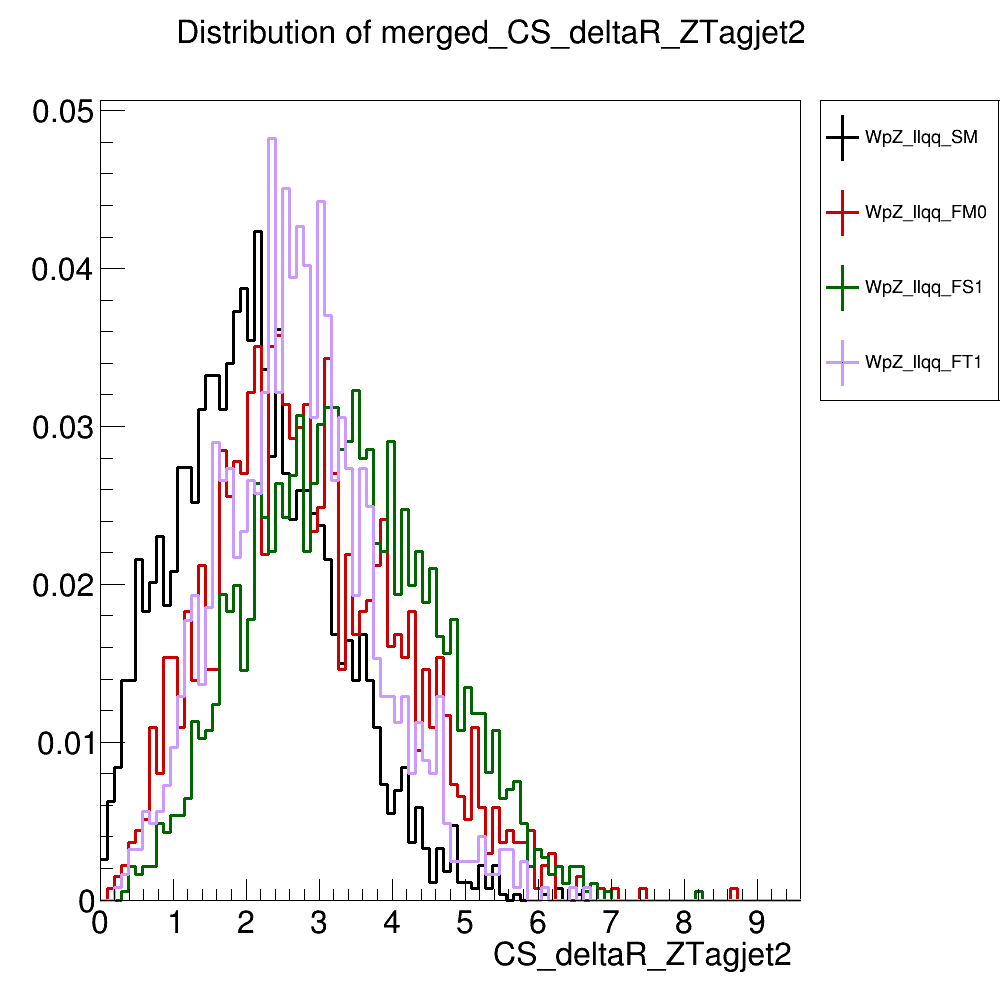 Distribution of merged_CS_deltaR_ZTagjet2
0.05
0.04
0.03
0.02
0.01
0
0 1 2 3 4 5 6 7 8 9
CS_deltaR_ZTagjet2
WpZ_llqq_SM
WpZ_llqq_FM0
WpZ_llqq_FS1
WpZ_llqq_FT1